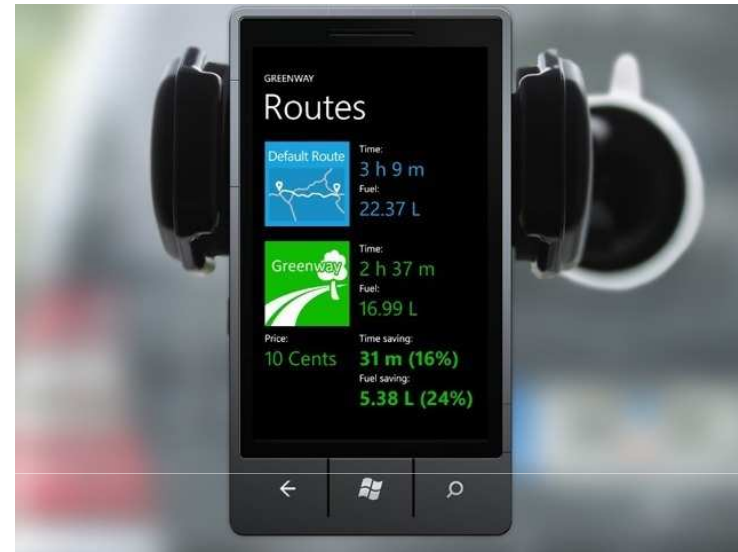 GREENWAY
Routes
Default Route
Time:
3 h 9 m
Fuel:
22.37 L
Greenway
Time:
2 h 37 m
Fuel:
16.99 L
Price:
10 Cents
Time saving:
31 m (16%)
Fuel saving:
5.38 L (24%)